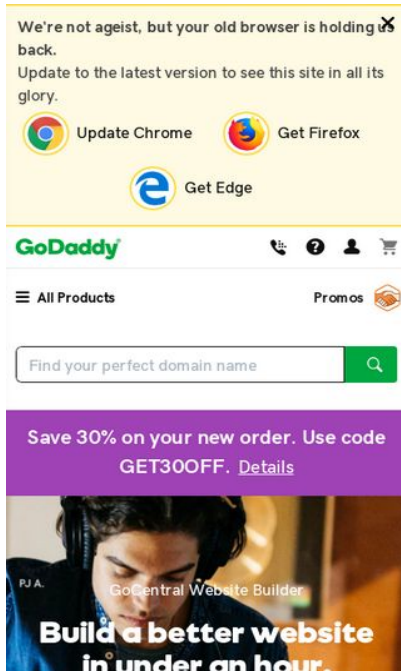 We're not ageist, but your old browser is holding us
back.
Update to the latest version to see this site in all its
glory.
Update Chrome
Get Firefox
Get Edge
GoDaddy
All Products
Promos
Find your perfect domain name
Save 30% on your new order. Use code
GET30OFF. Details
PJ A.
GoCentral Website Builder
Build a better website
in under an hour.